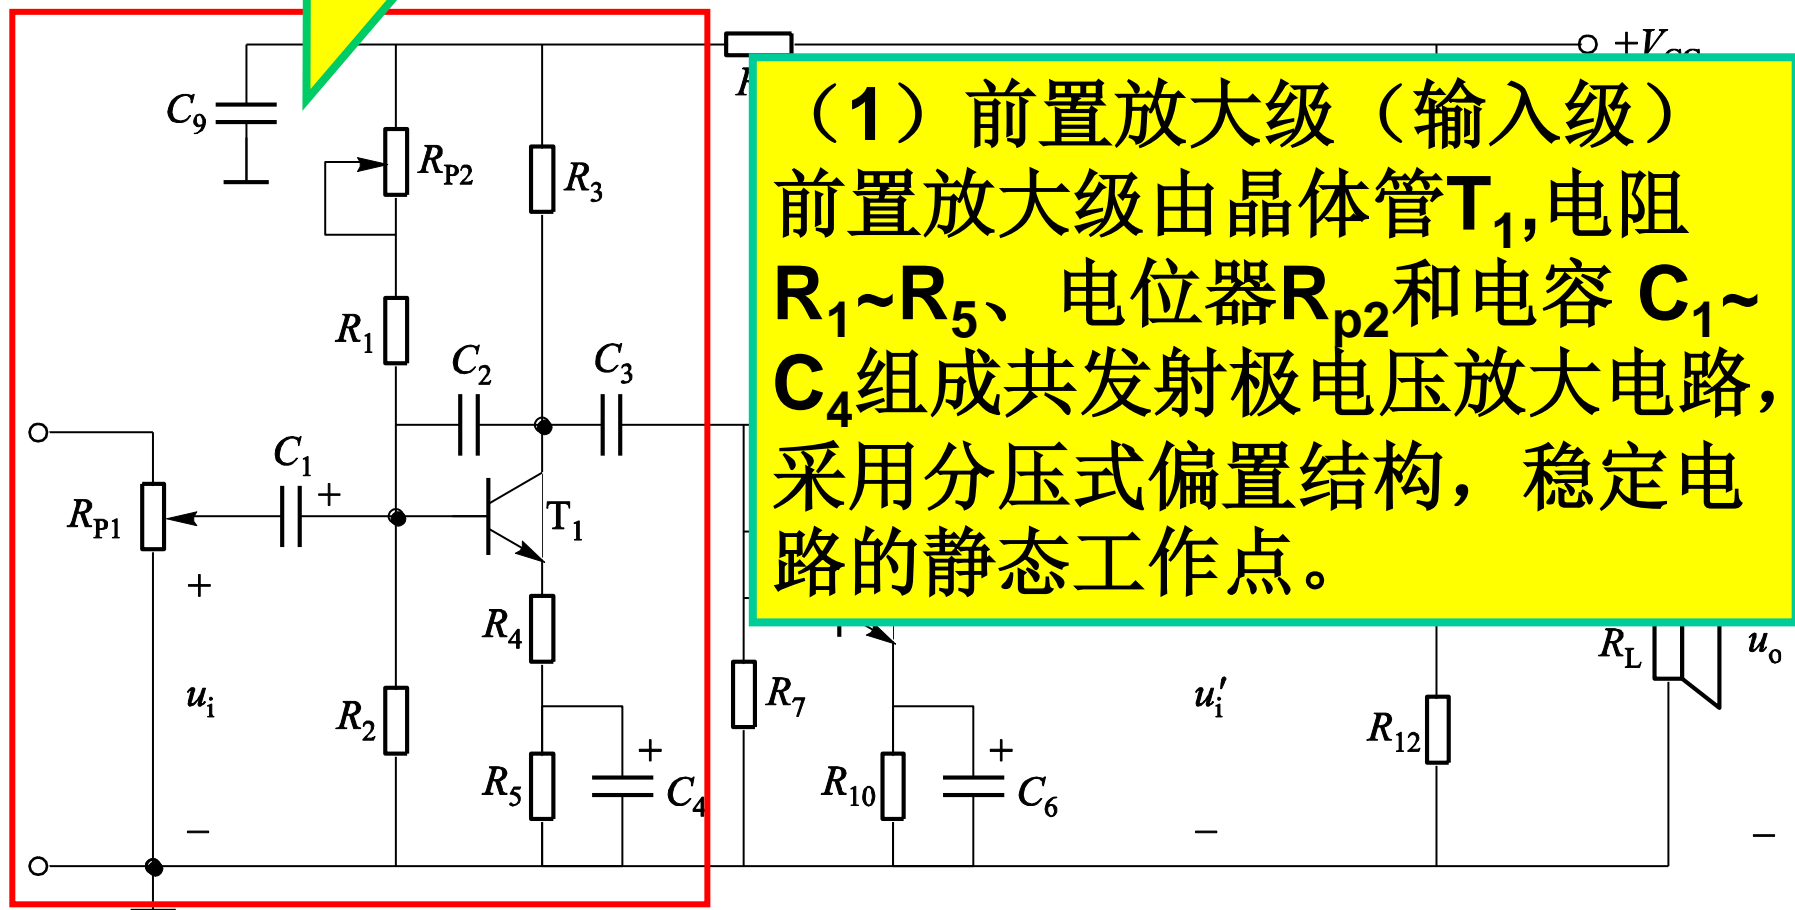 +V
C9
RP2
R3
（1）前置放大级（输入级）
前置放大级由晶体管T1,电阻
R1~R5、电位器Rp2和电容 C1~
C4组成共发射极电压放大电路，
采用分压式偏置结构，稳定电
路的静态工作点。
R1
C2
C3
C1
+
RP1
T1
+
R4
RL
uo
ui
R2
R7
ui′
R12
+
+
R5
C4
R10
C6
−
−
−